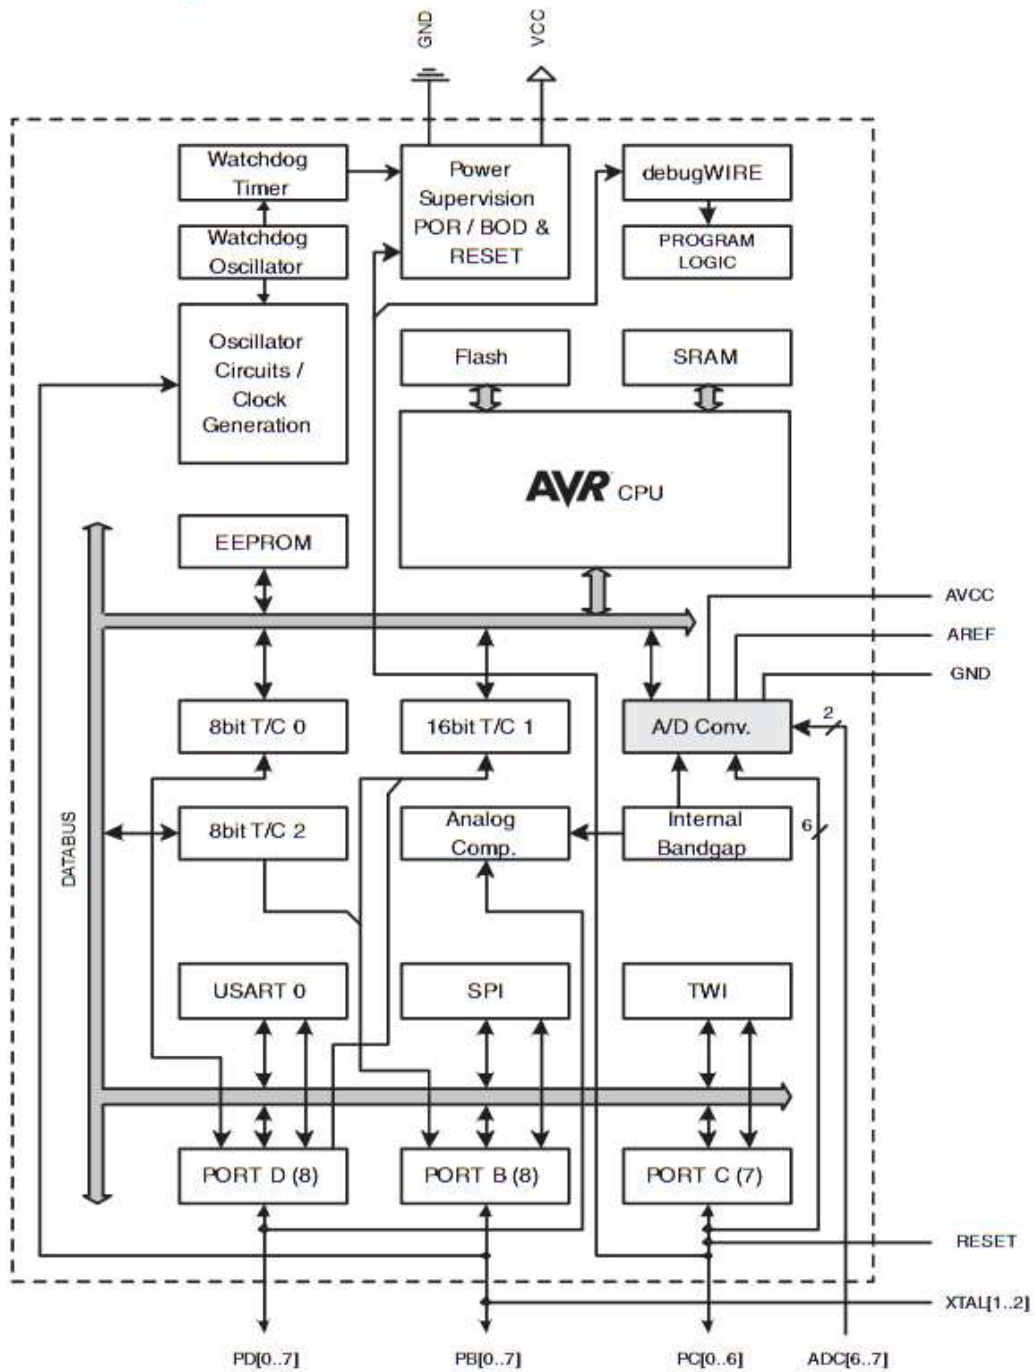 GND
VCC
Watchdog
Timer
Power
Supervision
POR / BOD &
RESET
debugWIRE
Watchdog
Oscillator
PROGRAM
LOGIC
Oscillator
Circuits /
Clock
Generation
Flash
SRAM
AVR CPU
EEPROM
AVCC
AREF
GND
8bit T/C 0
16bit T/C 1
A/D Conv.
2
8bit T/C 2
Analog
Comp.
Internal
Bandgap
6
DATABUS
USART 0
SPI
TWI
PORT D (8)
PORT B (8)
PORT C (7)
RESET
XTAL[1..2]
PD[0..7]
PB[0..7]
PC[0..6]
ADC[6..7]